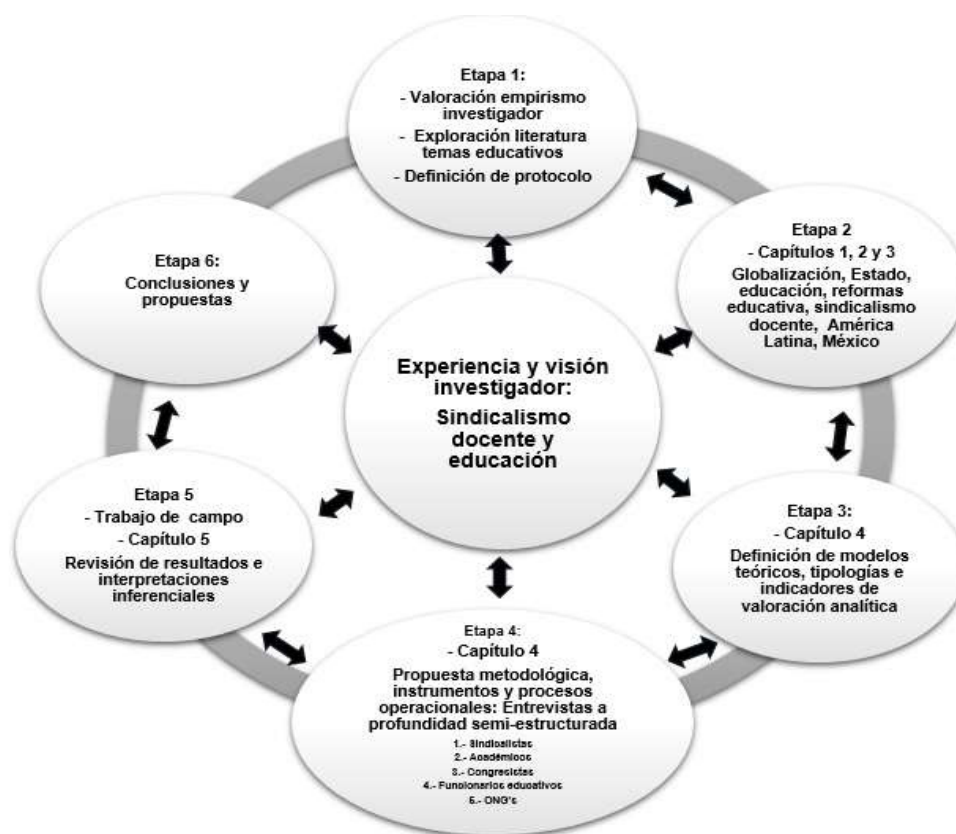 Etapa 1:
- Valoración empirismo
investigador
- Exploración literatura
temas educativos
- Definición de protocolo
Etapa 2
- Capítulos 1, 2 y 3
Globalización, Estado,
educación, reformas
educativa, sindicalismo
docente, América
Latina, México
Etapa 3:
- Capítulo 4
Definición de modelos
teóricos, tipologías e
indicadores de
valoración analítica
Etapa 4:
- Capítulo 4
Propuesta metodológica,
instrumentos y procesos
operacionales: Entrevistas a
profundidad semi-estructurada
1.- Sindicalistas
2.- Académicos
3.- Congresistas
4.- Funcionarios educativos
5.- ONG's
Etapa 5
- Trabajo de campo
- Capítulo 5
Revisión de resultados e
interpretaciones
inferenciales
Etapa 6:
Conclusiones y
propuestas
Experiencia y visión
investigador:
Sindicalismo
docente y
educación